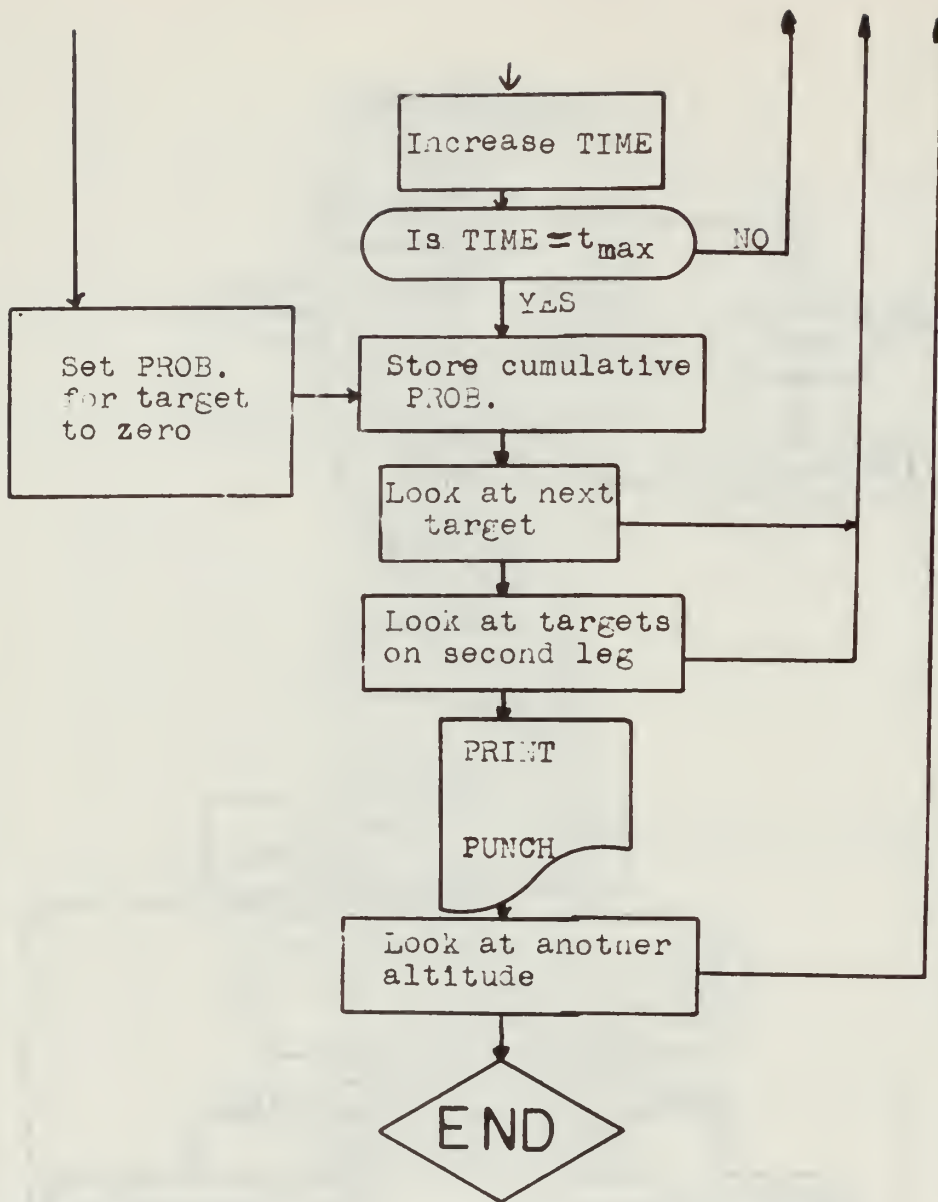 Increase TIME
Is TIME = t_max
NO
YES
Set PROB.
for target
to zero
Store cumulative
PROB.
Look at next
target
Look at targets
on second leg
PRINT
PUNCH
Look at another
altitude
END